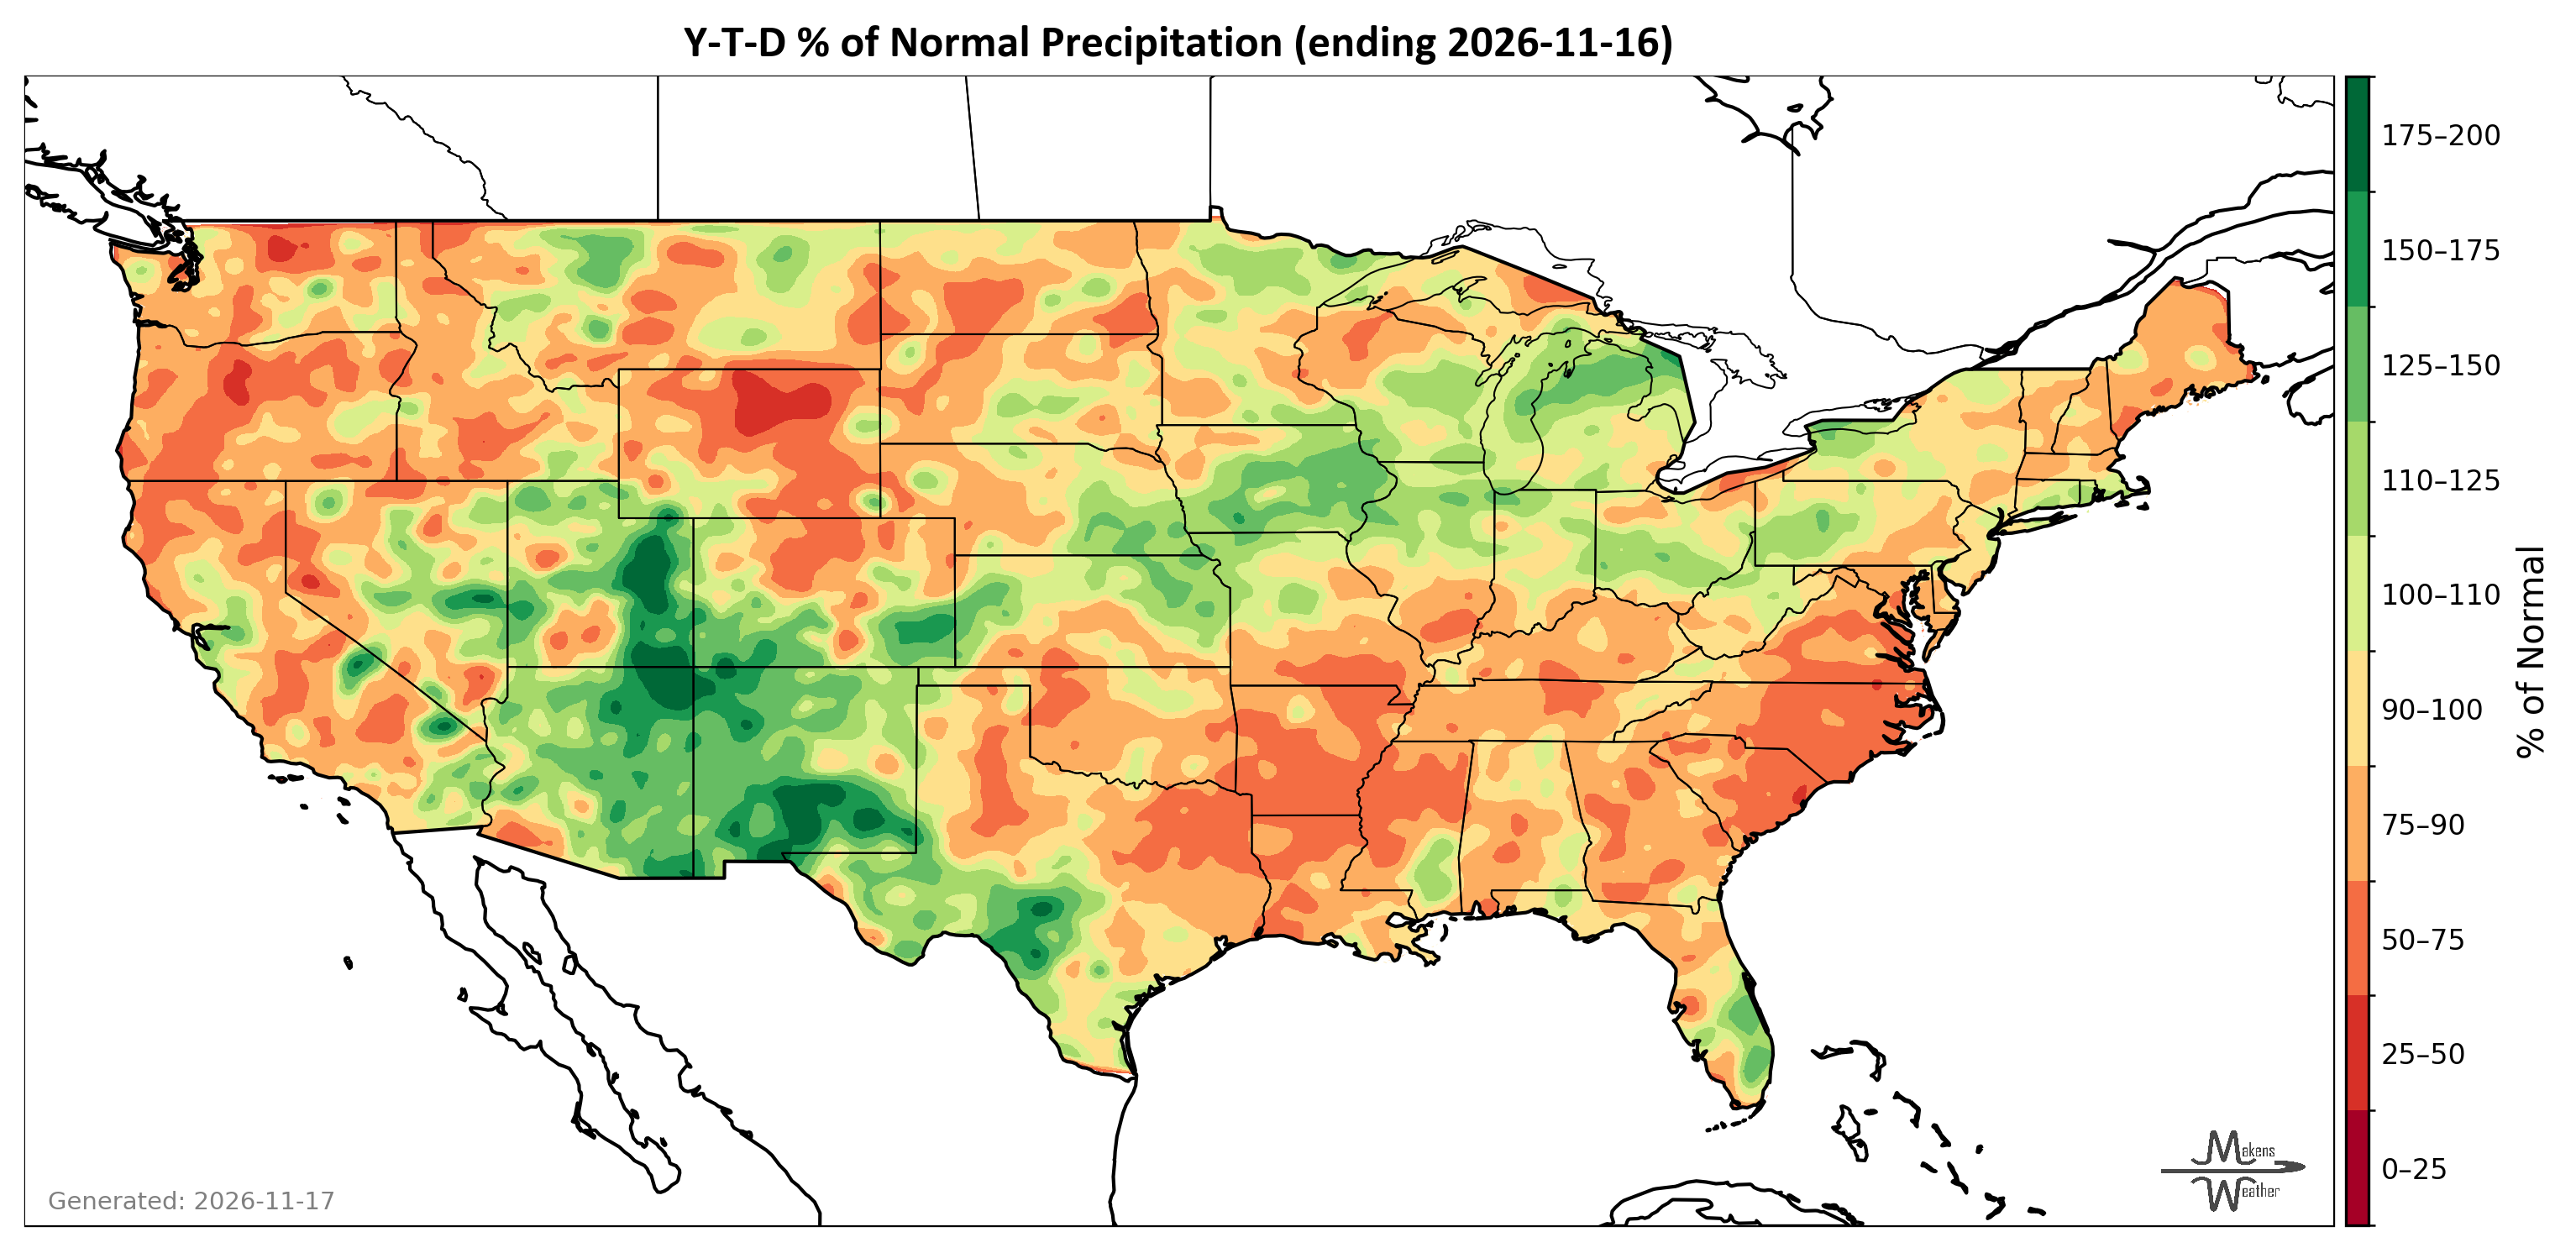 Y-T-D % of Normal Precipitation (ending 2026-11-16)
175–200
150–175
125–150
110–125
100–110
90–100
75–90
50–75
25–50
0–25
% of Normal
Generated: 2026-11-17
Makens
Weather